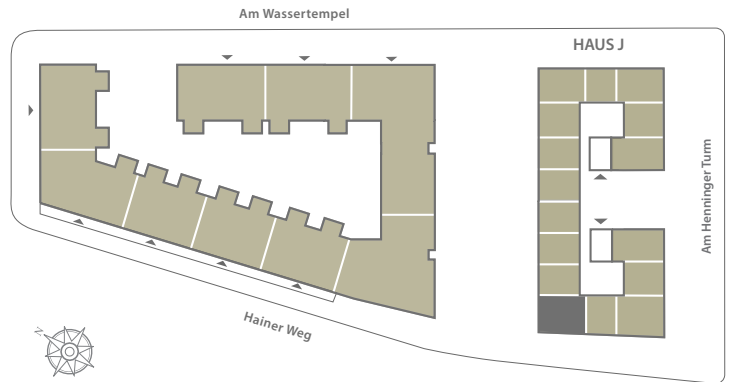 Am Wassertempel
HAUS J
Am Henninger Turm
Hainer Weg
N